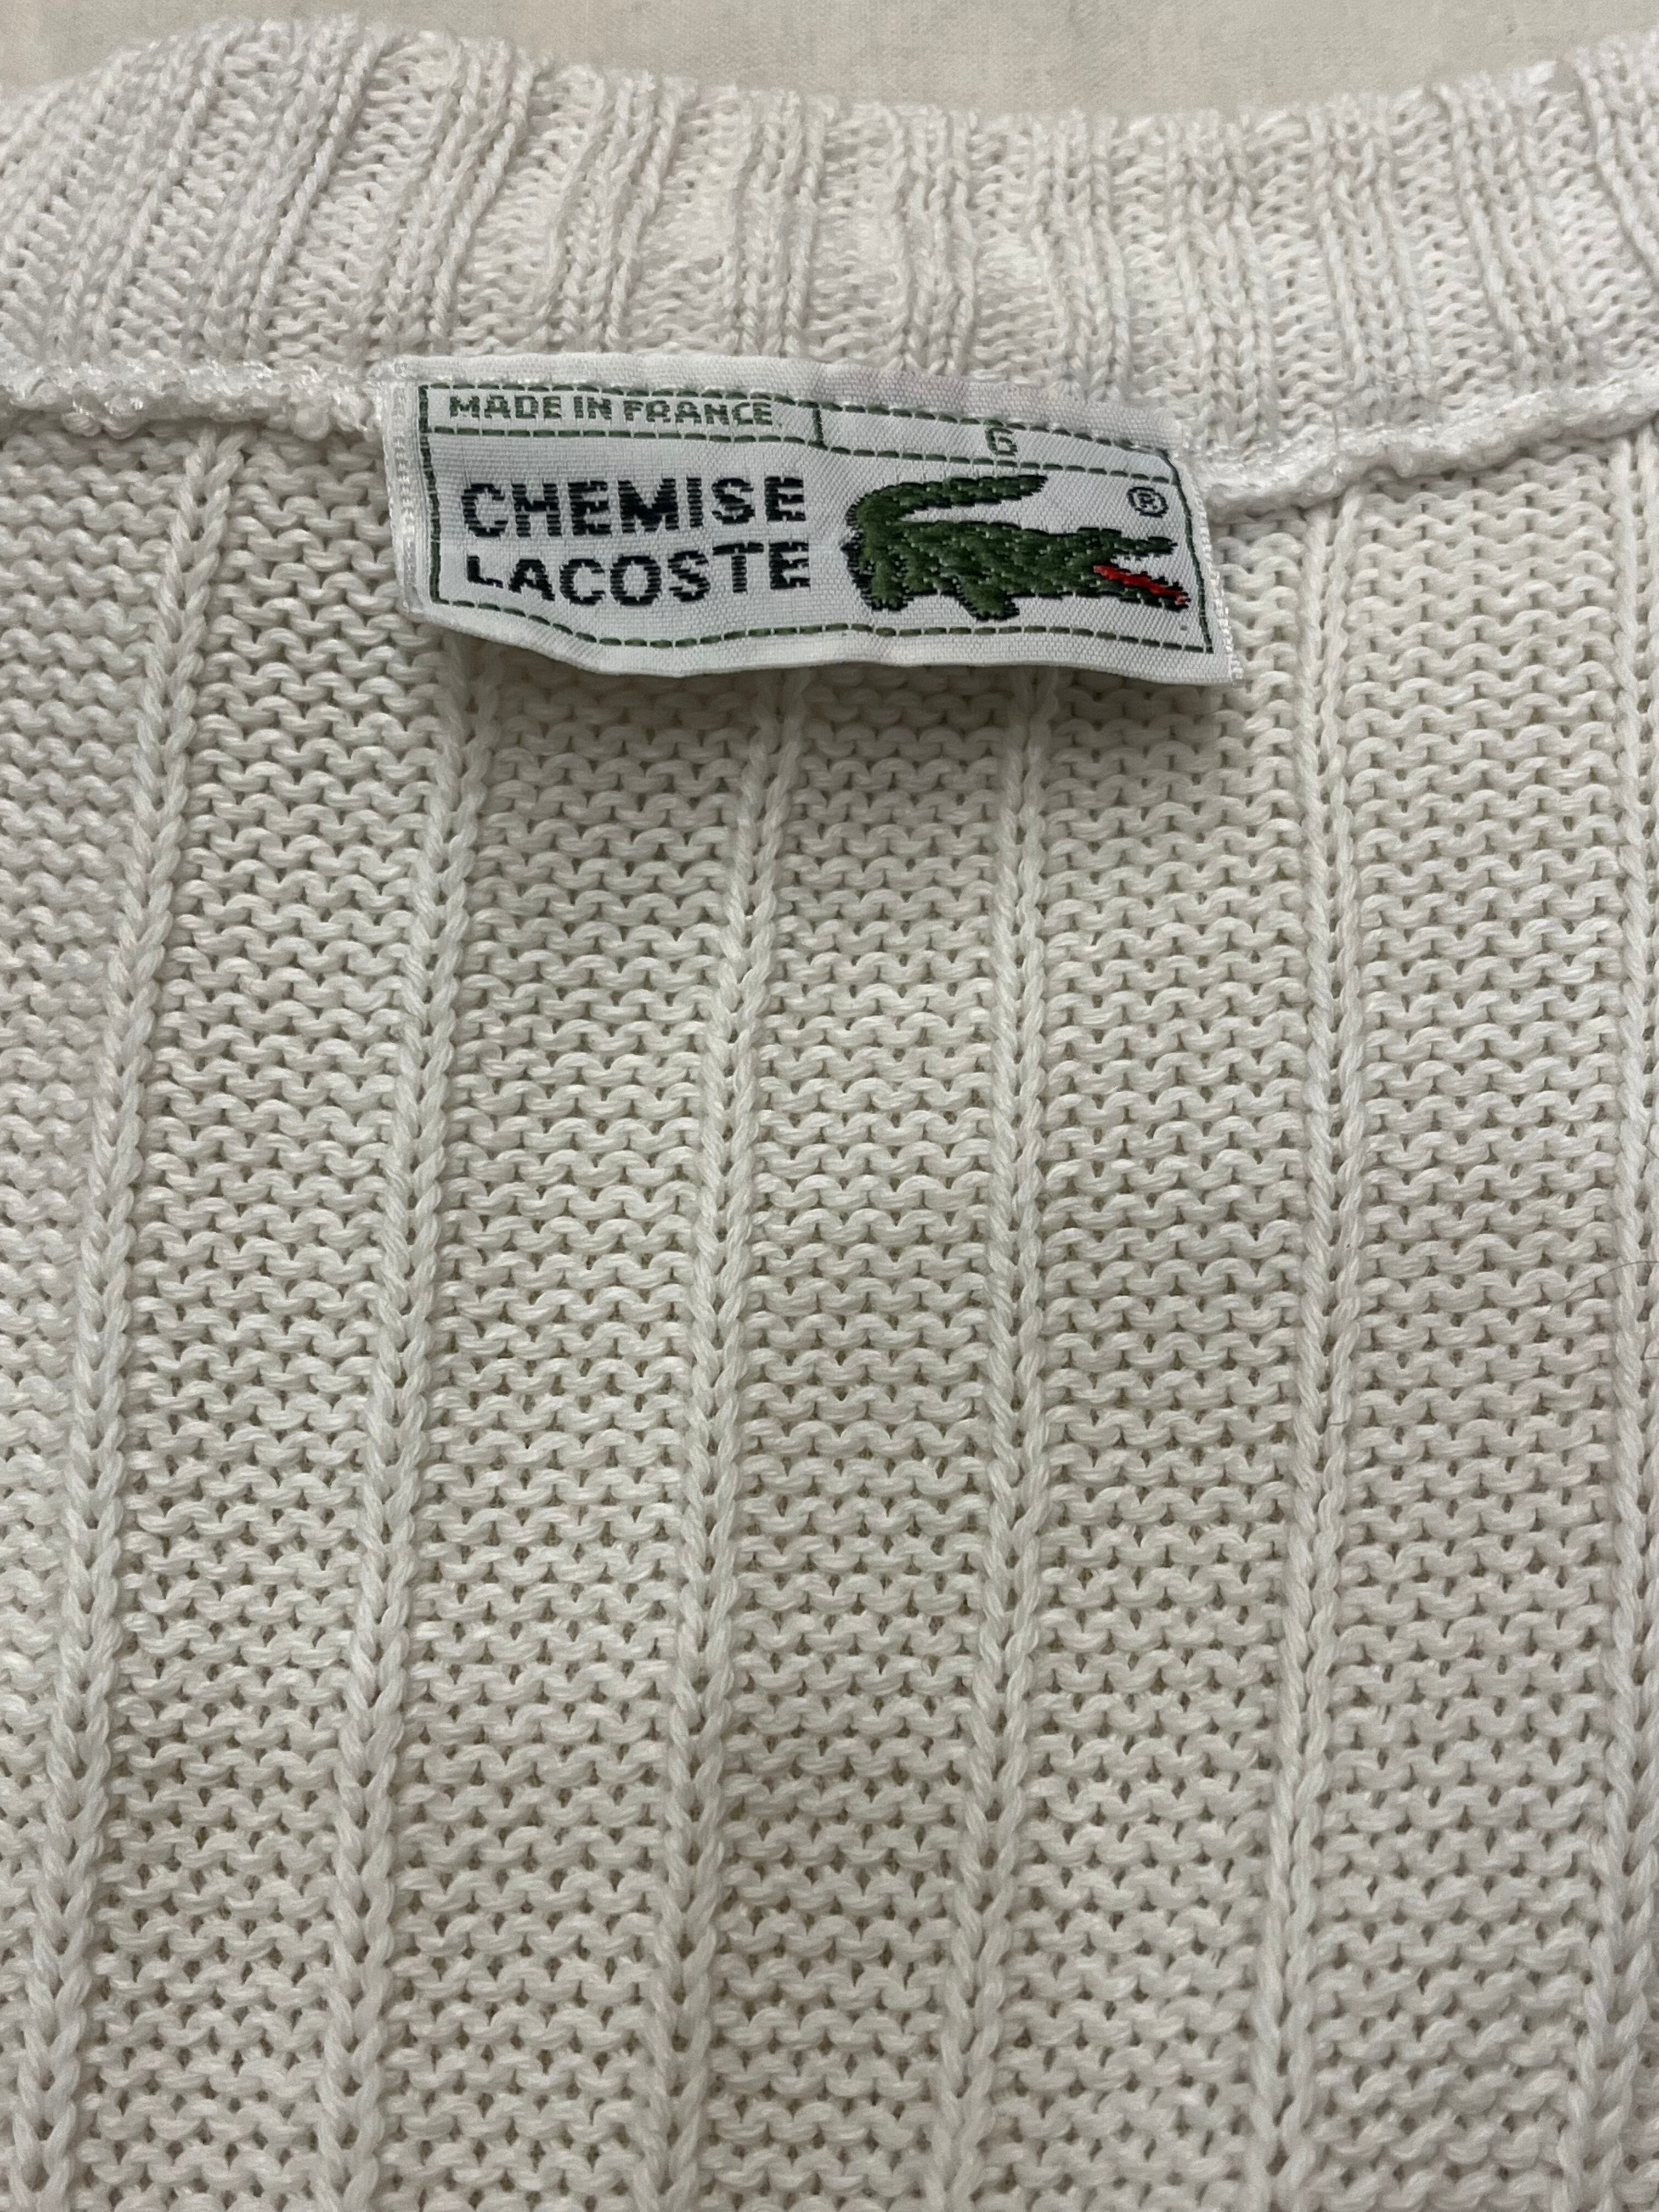 MADE IN FRANCE 6
CHEMISE
LACOSTE
®